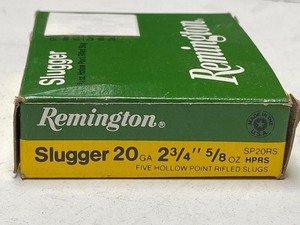 Remington.
Slugger
Remington®
Slugger 20 GA 2 3/4" 5/8 OZ SP20RS HPRS
FIVE HOLLOW POINT RIFLED SLUGS